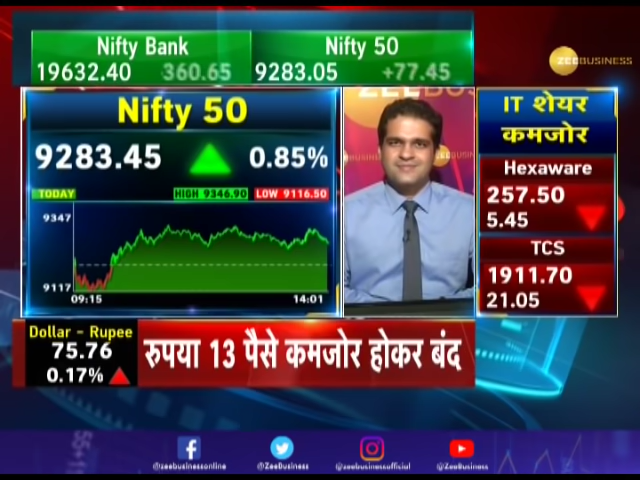 Nifty Bank
19632.40 360.65
Nifty 50
9283.05 +77.45
ZEEBUSINESS
Nifty 50
9283.45 0.85%
TODAY HIGH 9346.90 LOW 9116.50
9347
9117
09:15 14:01
ZEEBUS
ZEEBUSINESS
IT शेयर
कमजोर
Hexaware
257.50
5.45
TCS
1911.70
21.05
Dollar - Rupee
75.76
0.17%
रुपया 13 पैसे कमजोर होकर बंद
@zeebusinessonline
@ZeeBusiness
@zeebusinessofficial
@ZeeBusiness